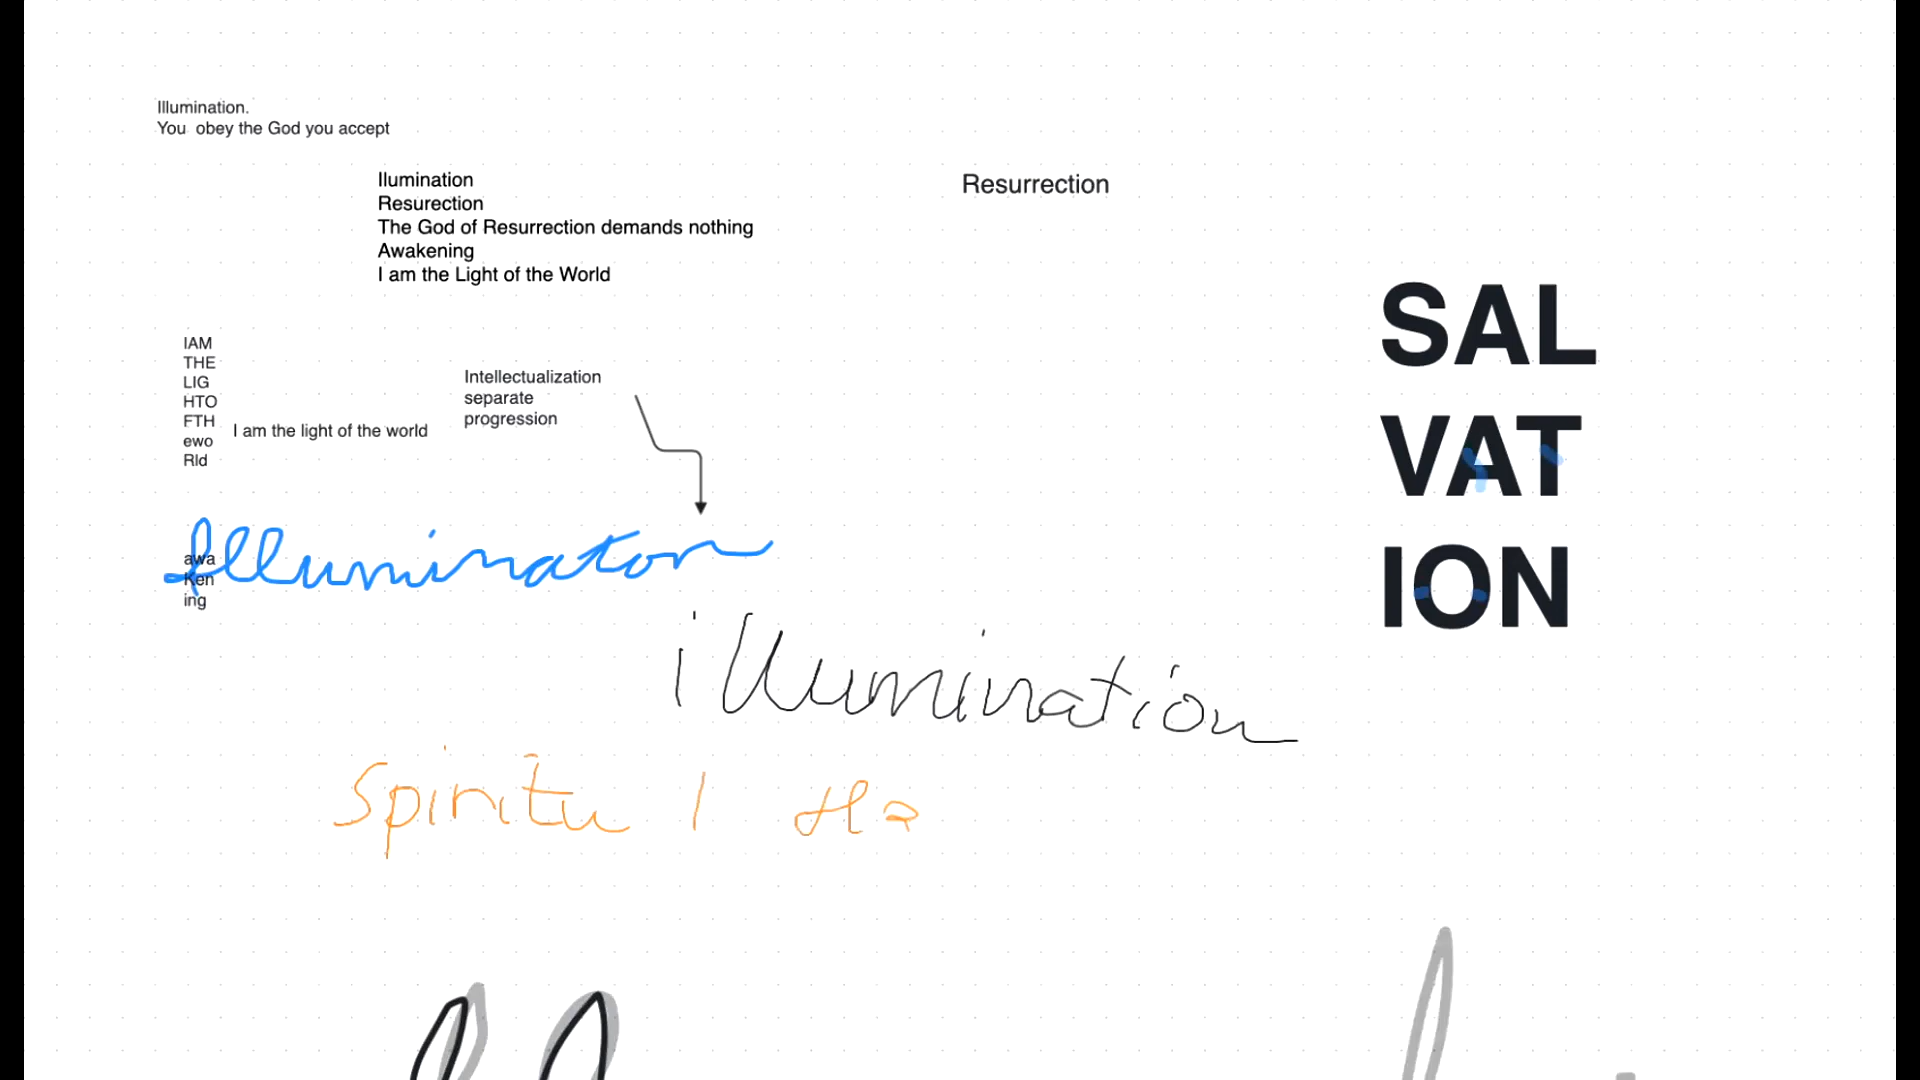 Illumination.
You obey the God you accept
Ilumination
Resurection
The God of Resurrection demands nothing
Awakening
I am the Light of the World
Resurrection
SAL
VAT
ION
IAM
THE
LIG
HTO
FTH
ewo
Rld
I am the light of the world
Intellectualization
separate
progression
Illuminaton
awa
Ken
ing
illumination
Spiritu l